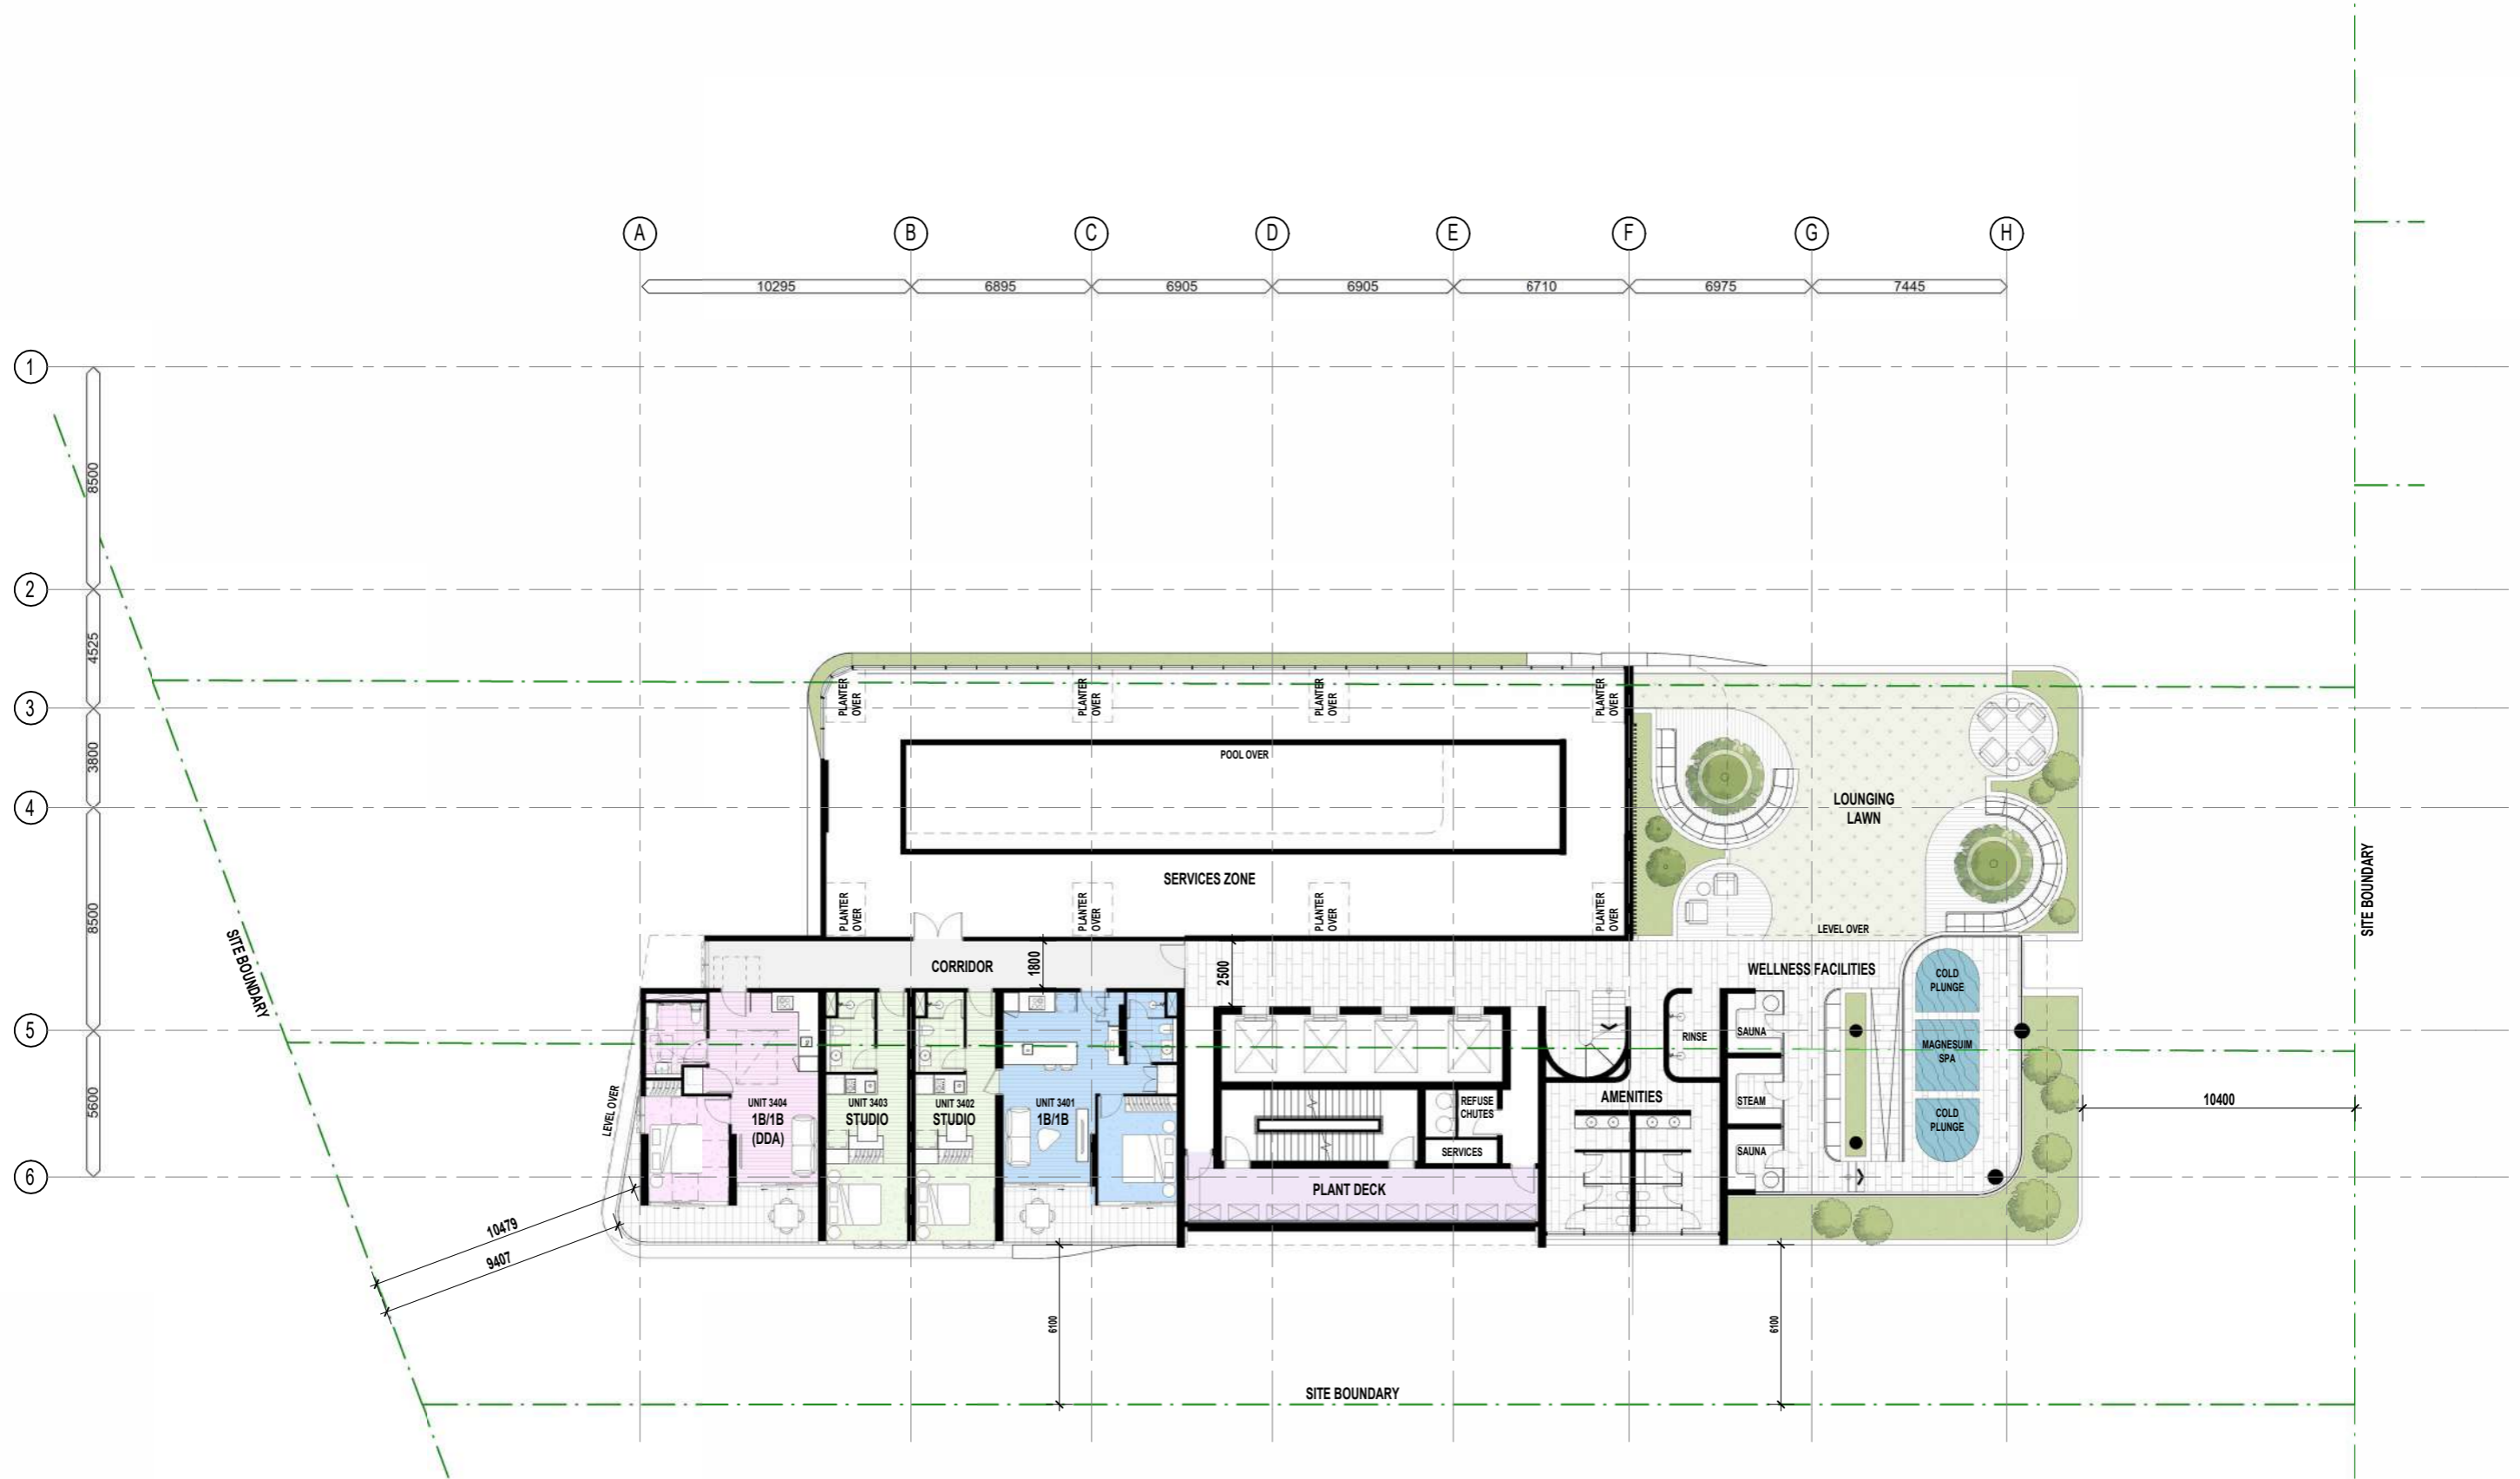 A
B
C
D
E
F
G
H
10295
6895
6905
6905
6710
6975
7445
1
2
3
4
5
6
8500
4525
3800
8500
5600
SITE BOUNDARY
PLANTER
OVER
PLANTER
OVER
PLANTER
OVER
PLANTER
OVER
POOL OVER
LOUNGING
LAWN
SERVICES ZONE
PLANTER
OVER
PLANTER
OVER
PLANTER
OVER
PLANTER
OVER
LEVEL OVER
SITE BOUNDARY
CORRIDOR
1800
2500
WELLNESS FACILITIES
COLD
PLUNGE
SAUNA
RINSE
MAGNESUIM
SPA
STEAM
COLD
PLUNGE
SAUNA
AMENITIES
REFUSE
CHUTES
SERVICES
PLANT DECK
LEVEL OVER
UNIT 3404
1B/1B
(DDA)
UNIT 3403
STUDIO
UNIT 3402
STUDIO
UNIT 3401
1B/1B
10400
10479
9407
6100
6100
SITE BOUNDARY